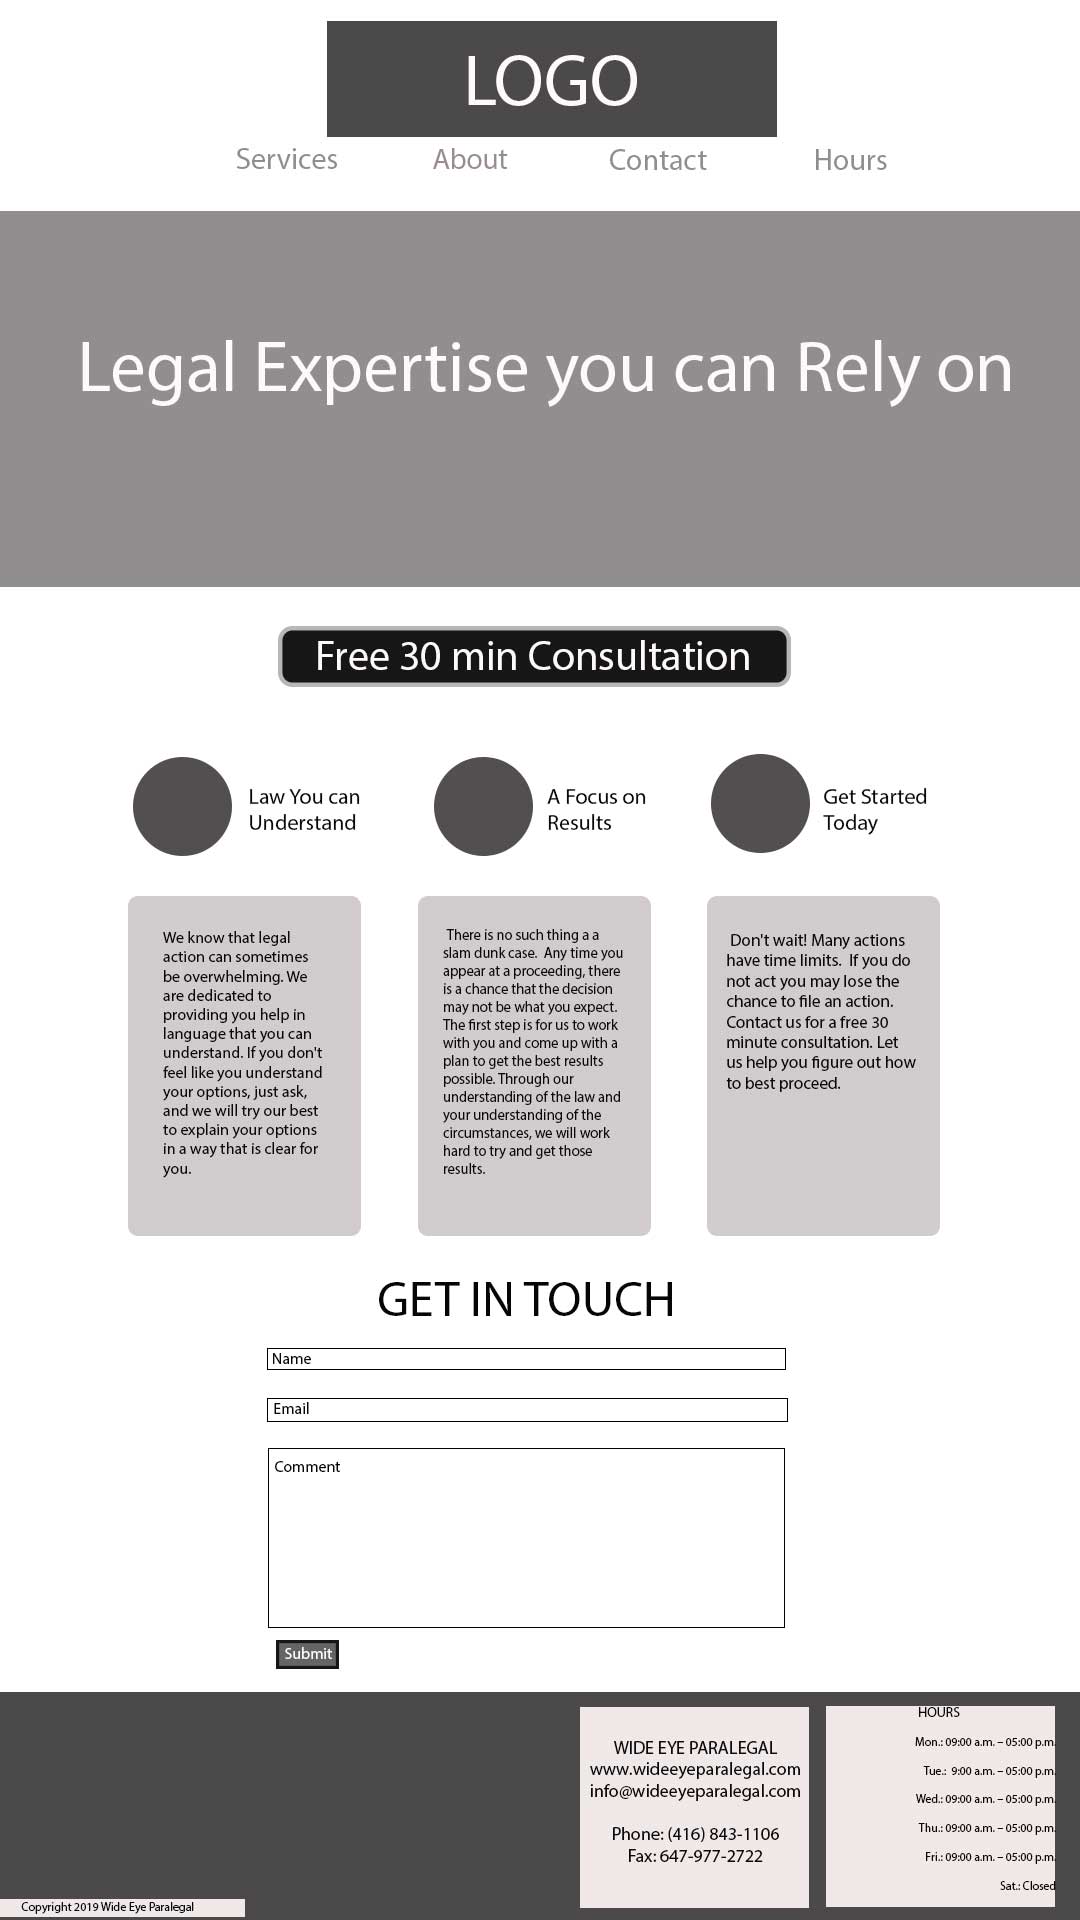 LOGO
Services About Contact Hours
Legal Expertise you can Rely on
Free 30 min Consultation
Law You can
Understand
A Focus on
Results
Get Started
Today
We know that legal
action can sometimes
be overwhelming. We
are dedicated to
providing you help in
language that you can
understand. If you don't
feel like you understand
your options, just ask,
and we will try our best
to explain your options
in a way that is clear for
you.
There is no such thing a a
slam dunk case. Any time you
appear at a proceeding, there
is a chance that the decision
may not be what you expect.
The first step is for us to work
with you and come up with a
plan to get the best results
possible. Through our
understanding of the law and
your understanding of the
circumstances, we will work
hard to try and get those
results.
Don't wait! Many actions
have time limits. If you do
not act you may lose the
chance to file an action.
Contact us for a free 30
minute consultation. Let
us help you figure out how
to best proceed.
GET IN TOUCH
Name
Email
Comment
Submit
WIDE EYE PARALEGAL
www.wideeyeparalegal.com
info@wideeyeparalegal.com
Phone: (416) 843-1106
Fax: 647-977-2722
HOURS
Mon.: 09:00 a.m. – 05:00 p.m.
Tue.: 9:00 a.m. – 05:00 p.m.
Wed.: 09:00 a.m. – 05:00 p.m.
Thu.: 09:00 a.m. – 05:00 p.m.
Fri.: 09:00 a.m. – 05:00 p.m.
Sat.: Closed
Copyright 2019 Wide Eye Paralegal